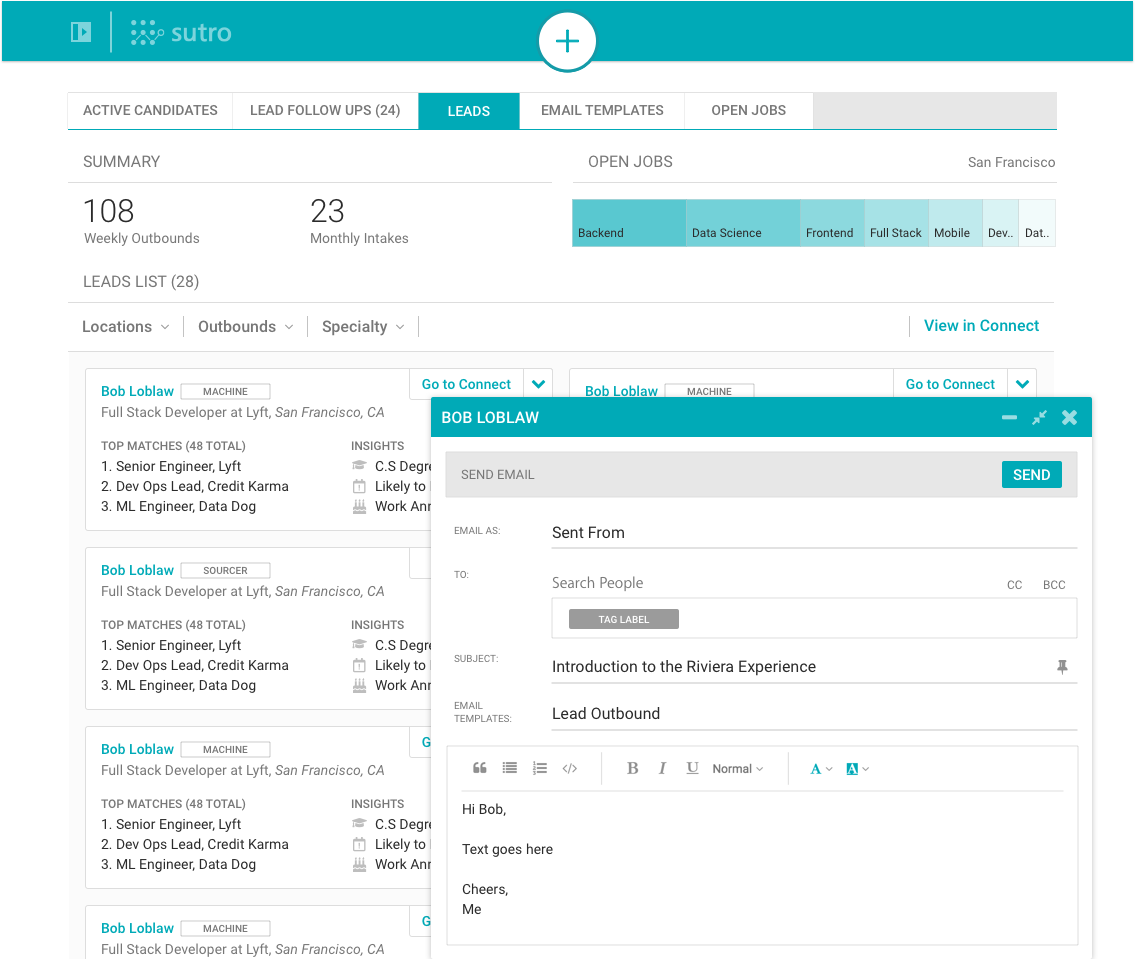 sutro
ACTIVE CANDIDATES LEAD FOLLOW UPS (24) LEADS EMAIL TEMPLATES OPEN JOBS
SUMMARY
108 23
Weekly Outbounds Monthly Intakes
OPEN JOBS San Francisco
Backend Data Science Frontend Full Stack Mobile Dev.. Dat..
LEADS LIST (28)
Locations Outbounds Specialty View in Connect
Bob Loblaw MACHINE Go to Connect
Full Stack Developer at Lyft, San Francisco, CA
TOP MATCHES (48 TOTAL) INSIGHTS
1. Senior Engineer, Lyft C.S Degre
2. Dev Ops Lead, Credit Karma Likely to
3. ML Engineer, Data Dog Work Ann
Bob Loblaw MACHINE Go to Connect
Bob Loblaw SOURCER
Full Stack Developer at Lyft, San Francisco, CA
TOP MATCHES (48 TOTAL) INSIGHTS
1. Senior Engineer, Lyft C.S Degre
2. Dev Ops Lead, Credit Karma Likely to
3. ML Engineer, Data Dog Work Ann
Bob Loblaw MACHINE G
Full Stack Developer at Lyft, San Francisco, CA
TOP MATCHES (48 TOTAL) INSIGHTS
1. Senior Engineer, Lyft C.S Degre
2. Dev Ops Lead, Credit Karma Likely to
3. ML Engineer, Data Dog Work Ann
Bob Loblaw MACHINE G
Full Stack Developer at Lyft, San Francisco, CA
BOB LOBLAW
SEND EMAIL SEND
EMAIL AS: Sent From
TO: Search People CC BCC
TAG LABEL
SUBJECT: Introduction to the Riviera Experience
EMAIL
TEMPLATES: Lead Outbound
B I U Normal A A
Hi Bob,
Text goes here
Cheers,
Me